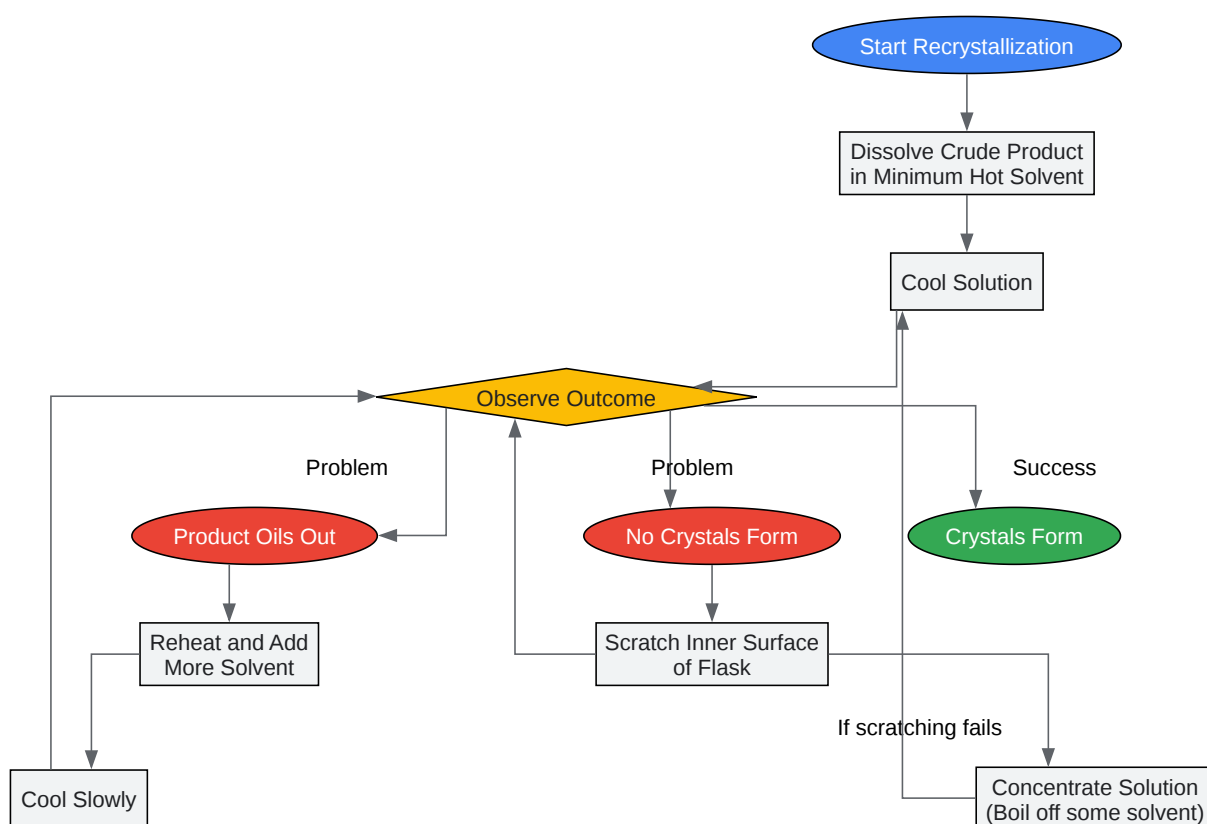 Start Recrystallization
Dissolve Crude Product
in Minimum Hot Solvent
Cool Solution
Observe Outcome
Problem
Problem
Success
Product Oils Out
No Crystals Form
Crystals Form
Reheat and Add
More Solvent
Scratch Inner Surface
of Flask
If scratching fails
Cool Slowly
Concentrate Solution
(Boil off some solvent)